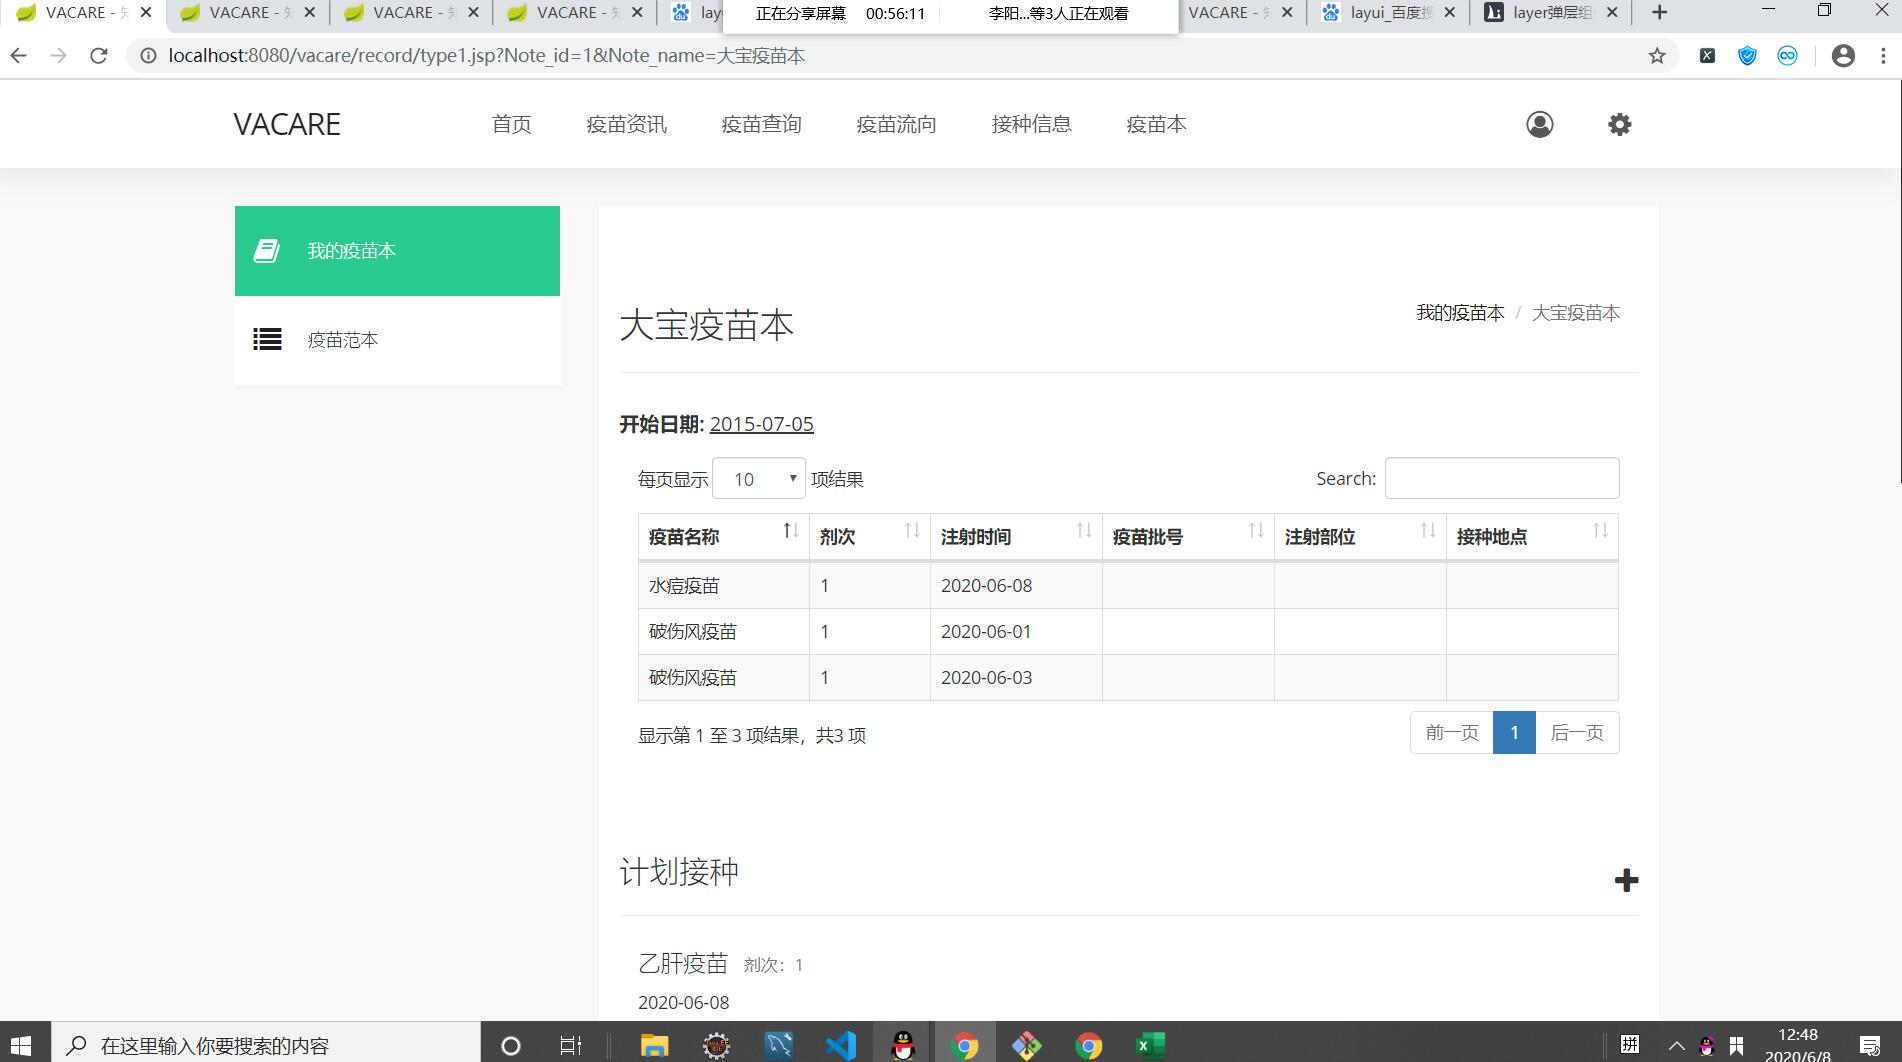 VACARE -
VACARE -
VACARE -
VACARE -
正在分享屏幕 00:56:11 李阳...等3人正在观看
VACARE -
layui_百度搜
layer弹层组
localhost:8080/vacare/record/type1.jsp?Note_id=1&Note_name=大宝疫苗本
VACARE 首页 疫苗资讯 疫苗查询 疫苗流向 接种信息 疫苗本
我的疫苗本
疫苗范本
大宝疫苗本
我的疫苗本 / 大宝疫苗本
开始日期: 2015-07-05
每页显示 10 项结果 Search:
疫苗名称 剂次 注射时间 疫苗批号 注射部位 接种地点
水痘疫苗 1 2020-06-08
破伤风疫苗 1 2020-06-01
破伤风疫苗 1 2020-06-03
显示第 1 至 3 项结果，共3 项 前一页 1 后一页
计划接种
乙肝疫苗 剂次：1
2020-06-08
在这里输入你要搜索的内容
拼
12:48
2020/6/8